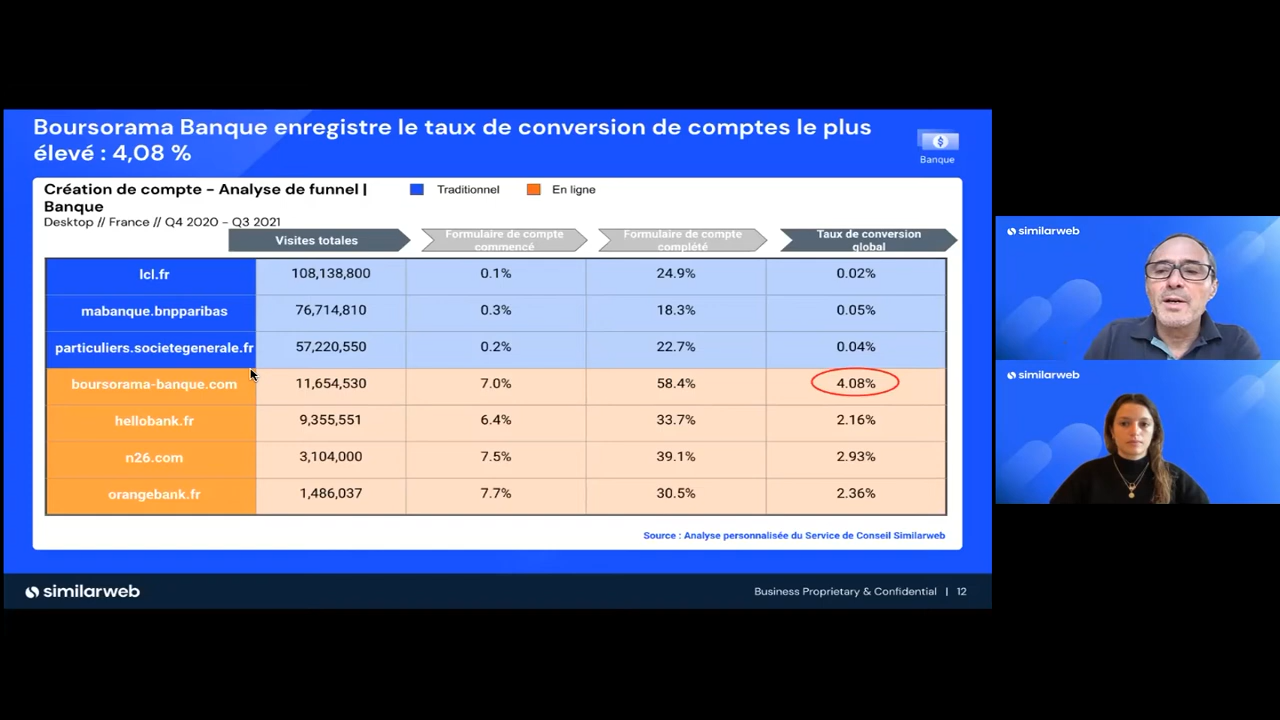 Boursorama Banque enregistre le taux de conversion de comptes le plus
élevé : 4,08 %
Banque
Création de compte - Analyse de funnel |
Banque
Traditionnel
En ligne
Desktop // France // Q4 2020 - Q3 2021
Visites totales
Formulaire de compte
commencé
Formulaire de compte
complété
Taux de conversion
global
lcl.fr 108,138,800 0.1% 24.9% 0.02%
mabanque.bnpparibas 76,714,810 0.3% 18.3% 0.05%
particuliers.societegenerale.fr 57,220,550 0.2% 22.7% 0.04%
boursorama-banque.com 11,654,530 7.0% 58.4% 4.08%
hellobank.fr 9,355,551 6.4% 33.7% 2.16%
n26.com 3,104,000 7.5% 39.1% 2.93%
orangebank.fr 1,486,037 7.7% 30.5% 2.36%
Source : Analyse personnalisée du Service de Conseil Similarweb
similarweb
Business Proprietary & Confidential | 12
similarweb
similarweb